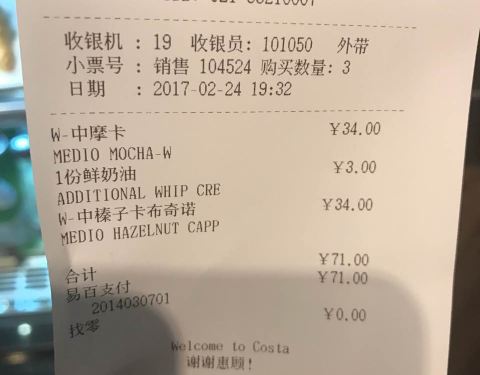 收银机 : 19 收银员: 101050 外带
小票号 : 销售 104524 购买数量: 3
日期 : 2017-02-24 19:32
W-中摩卡 ¥34.00
MEDIO MOCHA-W
1份鲜奶油 ¥3.00
ADDITIONAL WHIP CRE
W-中榛子卡布奇诺 ¥34.00
MEDIO HAZELNUT CAPP
合计 ¥71.00
易百支付 ¥71.00
2014030701
找零 ¥0.00
Welcome to Costa
谢谢惠顾!